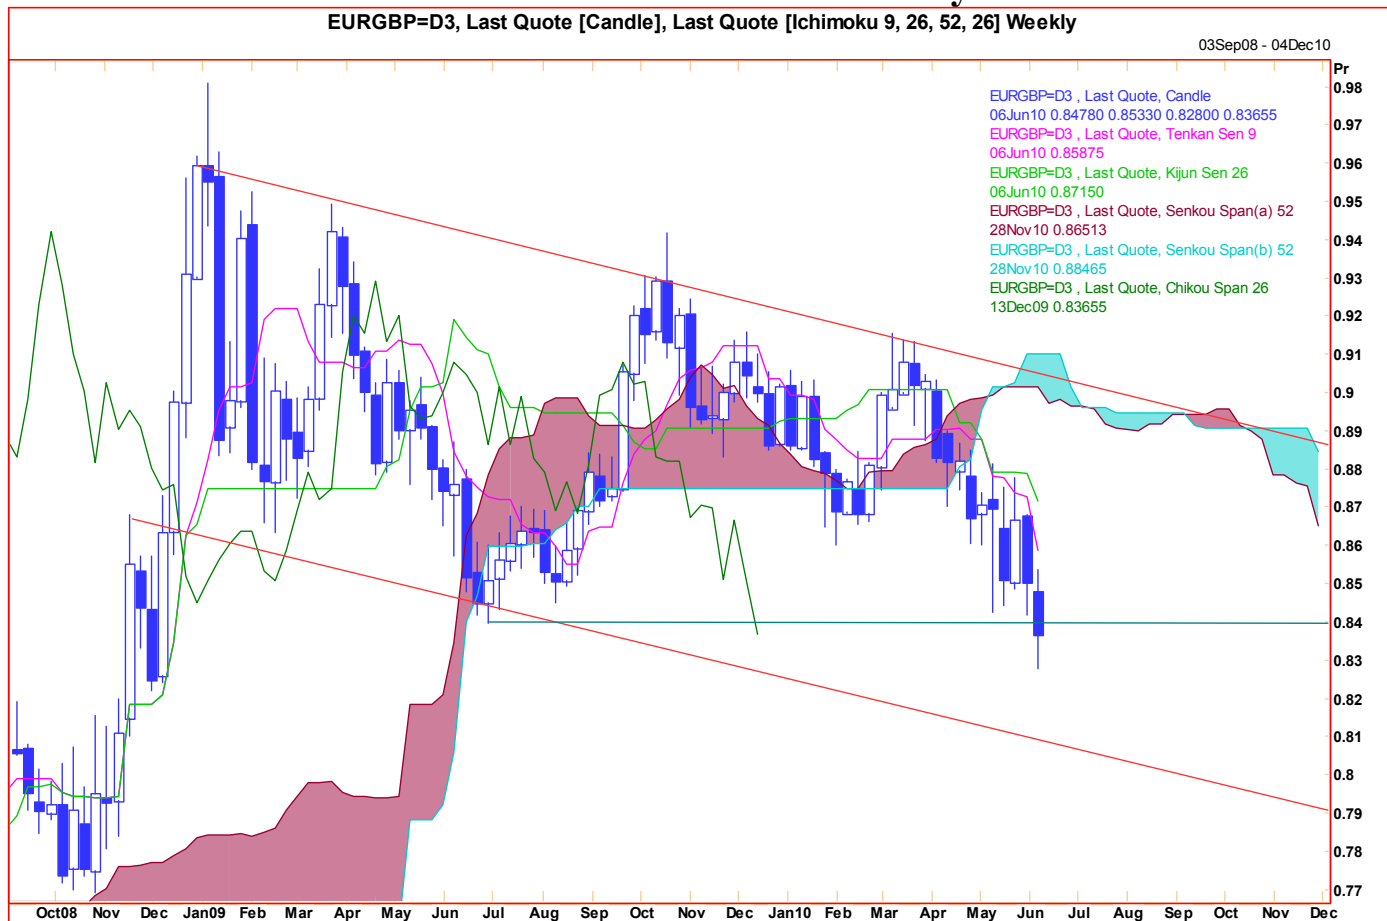 EURGBP=D3, Last Quote [Candle], Last Quote [Ichimoku 9, 26, 52, 26] Weekly
03Sep08 - 04Dec10
Pr
EURGBP=D3 , Last Quote, Candle
06Jun10 0.84780 0.85330 0.82800 0.83655
EURGBP=D3 , Last Quote, Tenkan Sen 9
06Jun10 0.85875
EURGBP=D3 , Last Quote, Kijun Sen 26
06Jun10 0.87150
EURGBP=D3 , Last Quote, Senkou Span(a) 52
28Nov10 0.86513
EURGBP=D3 , Last Quote, Senkou Span(b) 52
28Nov10 0.88465
EURGBP=D3 , Last Quote, Chikou Span 26
13Dec09 0.83655
0.98
0.97
0.96
0.95
0.94
0.93
0.92
0.91
0.9
0.89
0.88
0.87
0.86
0.85
0.84
0.83
0.82
0.81
0.8
0.79
0.78
0.77
Oct08 Nov Dec Jan09 Feb Mar Apr May Jun Jul Aug Sep Oct Nov Dec Jan10 Feb Mar Apr May Jun Jul Aug Sep Oct Nov Dec